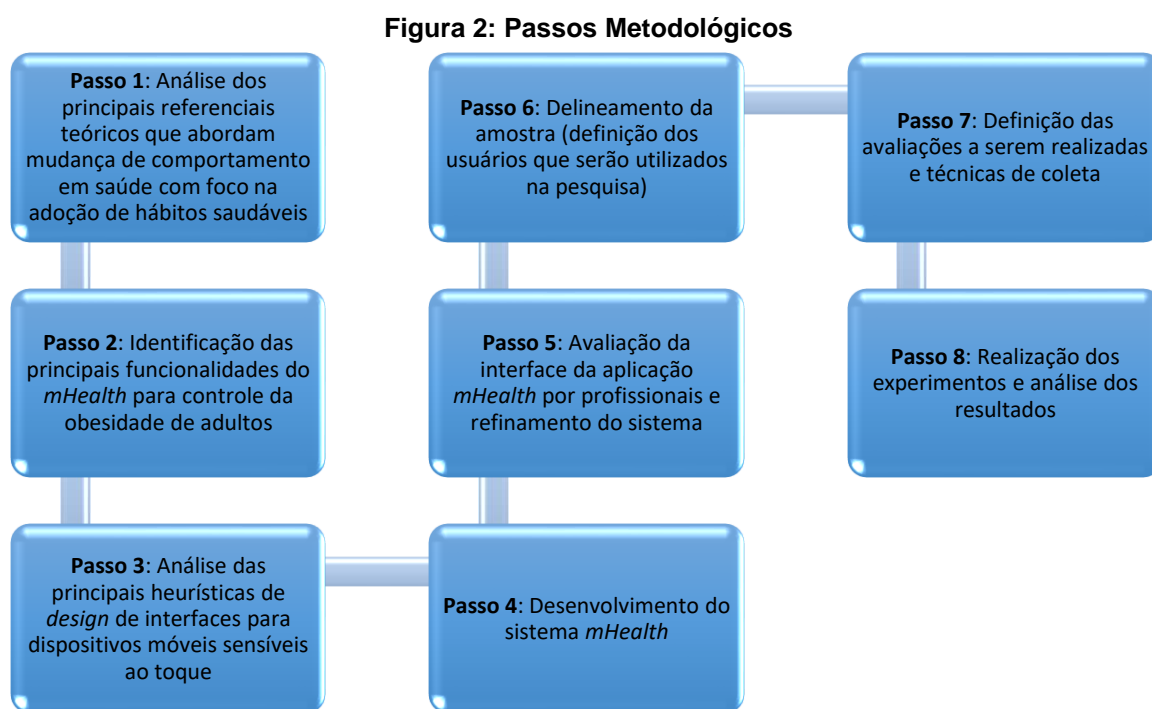 Figura 2: Passos Metodológicos
Passo 1: Análise dos
principais referenciais
teóricos que abordam
mudança de comportamento
em saúde com foco na
adoção de hábitos saudáveis
Passo 2: Identificação das
principais funcionalidades do
mHealth para controle da
obesidade de adultos
Passo 3: Análise das
principais heurísticas de
design de interfaces para
dispositivos móveis sensíveis
ao toque
Passo 4: Desenvolvimento do
sistema mHealth
Passo 5: Avaliação da
interface da aplicação
mHealth por profissionais e
refinamento do sistema
Passo 6: Delineamento da
amostra (definição dos
usuários que serão utilizados
na pesquisa)
Passo 7: Definição das
avaliações a serem realizadas
e técnicas de coleta
Passo 8: Realização dos
experimentos e análise dos
resultados